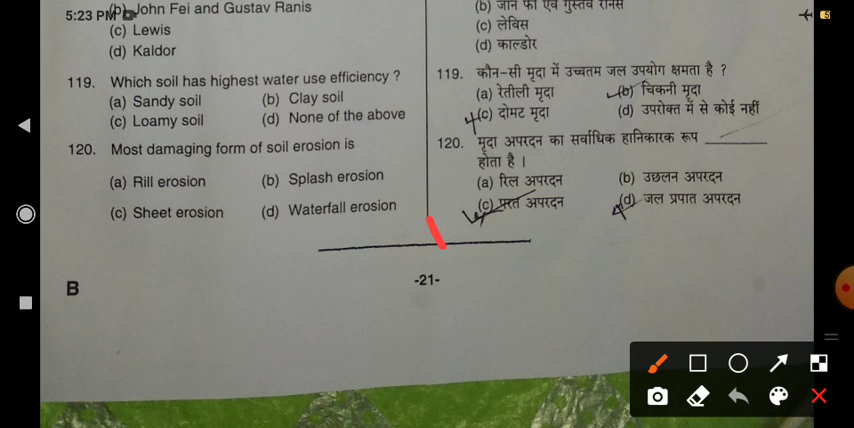 5:23 PM
(b) John Fei and Gustav Ranis
(c) Lewis
(d) Kaldor
119. Which soil has highest water use efficiency ?
(a) Sandy soil (b) Clay soil
(c) Loamy soil (d) None of the above
120. Most damaging form of soil erosion is
(a) Rill erosion (b) Splash erosion
(c) Sheet erosion (d) Waterfall erosion
(b) जॉन फी एवं गुस्तव
(c) लेविस
(d) काल्डोर
119. कौन-सी मृदा में उच्चतम जल उपयोग क्षमता है ?
(a) रेतीली मृदा (b) चिकनी मृदा
(c) दोमट मृदा (d) उपरोक्त में से कोई नहीं
120. मृदा अपरदन का सर्वाधिक हानिकारक रूप ______
होता है ।
(a) रिल अपरदन (b) उछलन अपरदन
(c) परत अपरदन (d) जल प्रपात अपरदन
B
-21-